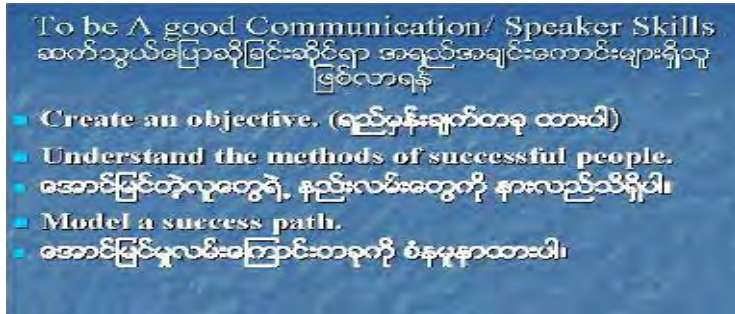 To be A good Communication/ Speaker Skills
ဆက်သွယ်ပြောဆိုခြင်းဆိုင်ရာ အရည်အချင်းကောင်းများရှိသူ
ဖြစ်လာရန်
Create an objective. (ရည်မှန်းချက်တခု ထားပါ)
Understand the methods of successful people.
အောင်မြင်တဲ့လူတွေရဲ့ နည်းလမ်းတွေကို နားလည်သိရှိပါ။
Model a success path.
အောင်မြင်မှုလမ်းကြောင်းတခုကို စံနမူနာထားပါ။